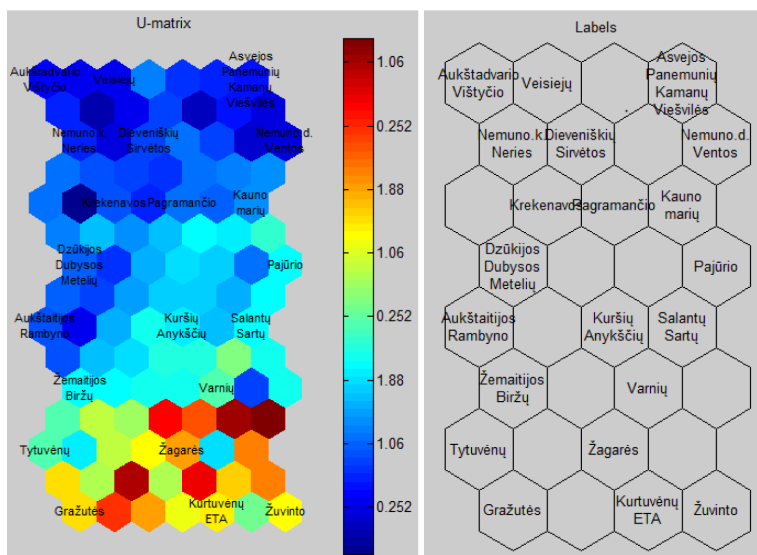 U-matrix
Aukštadvario
Vištyčio
Veisiejų
Asvejos
Panemunių
Kamanų
Viešvilės
Nemuno.k.
Neries
Dieveniškių
Sirvėtos
Nemuno.d.
Ventos
Krekenavos
Pagramančio
Kauno
marių
Dzūkijos
Dubysos
Metelių
Pajūrio
Aukštaitijos
Rambyno
Kuršių
Anykščių
Salantų
Sartų
Žemaitijos
Biržų
Varnių
Tytuvėnų
Žagarės
Gražutės
Kurtuvėnų
ETA
Žuvinto
1.06
0.252
1.88
1.06
0.252
1.88
1.06
0.252
Labels
Aukštadvario
Vištyčio
Veisiejų
Asvejos
Panemunių
Kamanų
Viešvilės
Nemuno.k.
Neries
Dieveniškių
Sirvėtos
Nemuno.d.
Ventos
Krekenavos
Pagramančio
Kauno
marių
Dzūkijos
Dubysos
Metelių
Pajūrio
Aukštaitijos
Rambyno
Kuršių
Anykščių
Salantų
Sartų
Žemaitijos
Biržų
Varnių
Tytuvėnų
Žagarės
Gražutės
Kurtuvėnų
ETA
Žuvinto